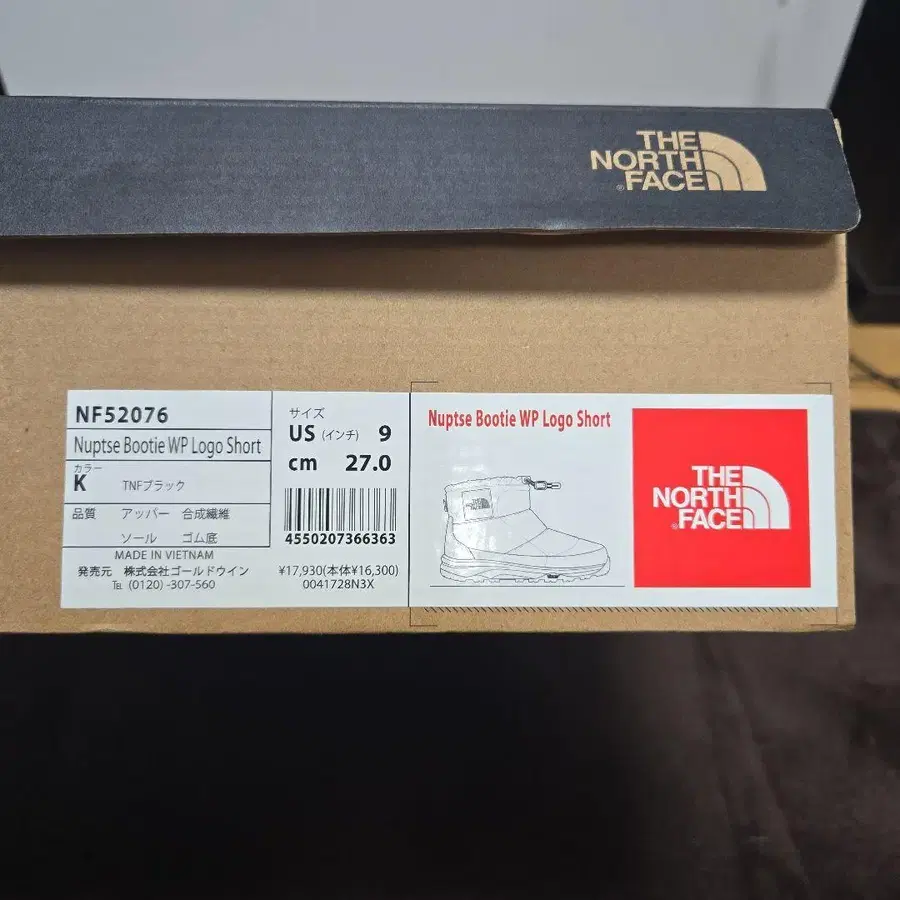 THE
NORTH
FACE
NF52076
Nuptse Bootie WP Logo Short
カラー
K TNFブラック
品質 アッパー 合成繊維
ソール ゴム底
MADE IN VIETNAM
発売元 株式会社ゴールドウイン
TEL (0120) -307-560
サイズ
US (インチ) 9
cm 27.0
4550207366363
¥17,930(本体¥16,300)
0041728N3X
Nuptse Bootie WP Logo Short
THE
NORTH
FACE